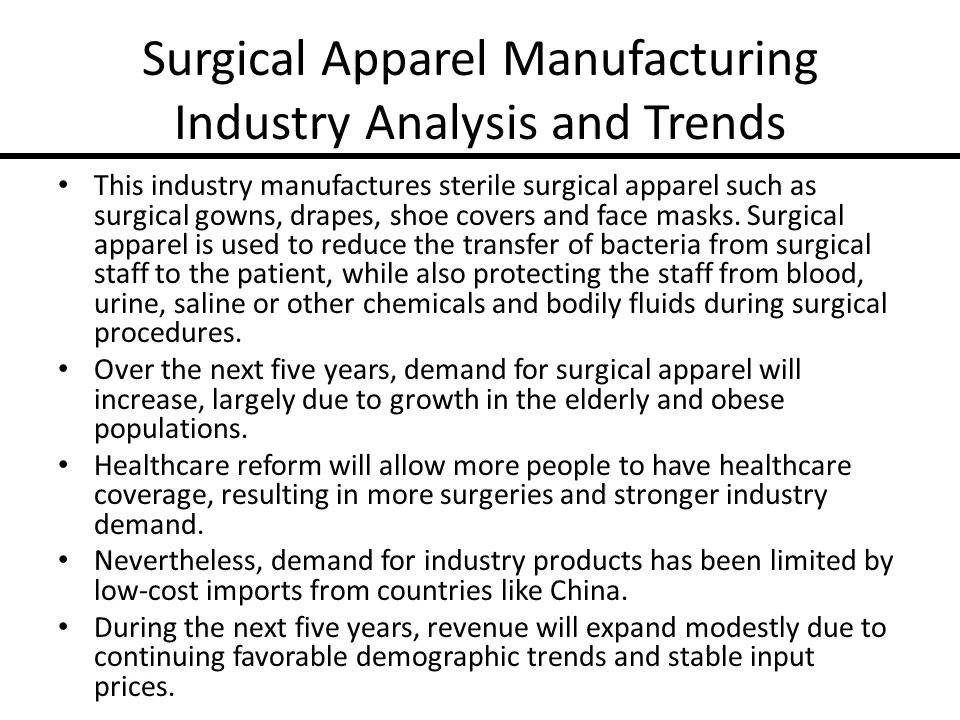 Surgical Apparel Manufacturing
Industry Analysis and Trends
• This industry manufactures sterile surgical apparel such as
surgical gowns, drapes, shoe covers and face masks. Surgical
apparel is used to reduce the transfer of bacteria from surgical
staff to the patient, while also protecting the staff from blood,
urine, saline or other chemicals and bodily fluids during surgical
procedures.
• Over the next five years, demand for surgical apparel will
increase, largely due to growth in the elderly and obese
populations.
• Healthcare reform will allow more people to have healthcare
coverage, resulting in more surgeries and stronger industry
demand.
• Nevertheless, demand for industry products has been limited by
low-cost imports from countries like China.
• During the next five years, revenue will expand modestly due to
continuing favorable demographic trends and stable input
prices.